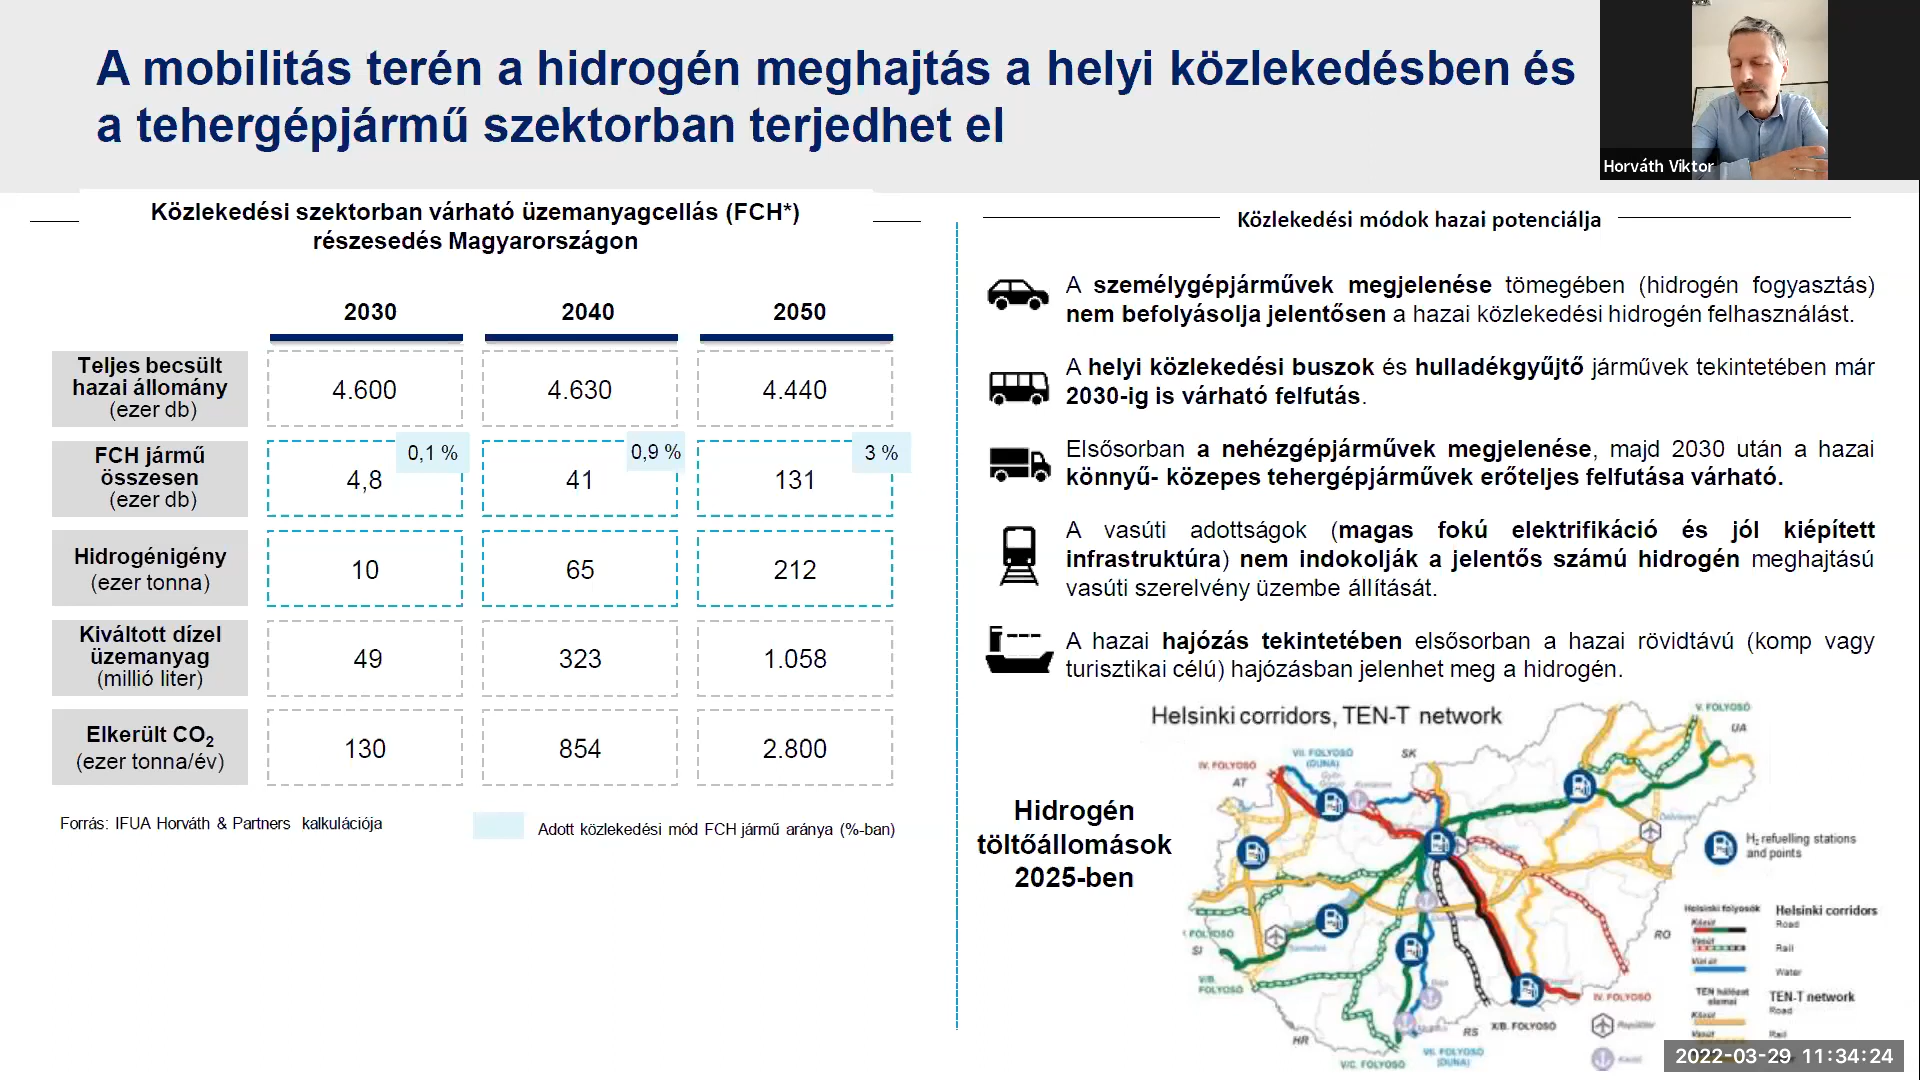 A mobilitás terén a hidrogén meghajtás a helyi közlekedésben és
a tehergépjármű szektorban terjedhet el
Horváth Viktor
Közlekedési szektorban várható üzemanyagcellás (FCH*)
részesedés Magyarországon
2030 2040 2050
Teljes becsült
hazai állomány
(ezer db)
4.600 4.630 4.440
FCH jármű
összesen
(ezer db)
4,8 0,1 % 41 0,9 % 131 3 %
Hidrogénigény
(ezer tonna)
10 65 212
Kiváltott dízel
üzemanyag
(millió liter)
49 323 1.058
Elkerült CO2
(ezer tonna/év)
130 854 2.800
Forrás: IFUA Horváth & Partners kalkulációja
Adott közlekedési mód FCH jármű aránya (%-ban)
Közlekedési módok hazai potenciálja
A személygépjárművek megjelenése tömegében (hidrogén fogyasztás)
nem befolyásolja jelentősen a hazai közlekedési hidrogén felhasználást.
A helyi közlekedési buszok és hulladékgyűjtő járművek tekintetében már
2030-ig is várható felfutás.
Elsősorban a nehézgépjárművek megjelenése, majd 2030 után a hazai
könnyű- közepes tehergépjárművek erőteljes felfutása várható.
A vasúti adottságok (magas fokú elektrifikáció és jól kiépített
infrastruktúra) nem indokolják a jelentős számú hidrogén meghajtású
vasúti szerelvény üzembe állítását.
A hazai hajózás tekintetében elsősorban a hazai rövidtávú (komp vagy
turisztikai célú) hajózásban jelenhet meg a hidrogén.
Helsinki corridors, TEN-T network
Hidrogén
töltőállomások
2025-ben
V. FOLYOSÓ
UA
VII. FOLYOSÓ
(DUNA)
SK
IV. FOLYOSÓ
AT
H2 refuelling stations
and points
Helsinki folyosók Helsinki corridors
Közút Road
Vasút Rail
Víziút Water
TEN hálózat
elemei
TEN-T network
Közút Road
Vasút Rail
FOLYOSÓ
SI
V/B.
FOLYOSÓ
RO
IV. FOLYOSÓ
X/B. FOLYOSÓ
RS
HR
VII. FOLYOSÓ
(DUNA)
V/C. FOLYOSÓ
Repülőtér
Kikötő
2022-03-29 11:34:24